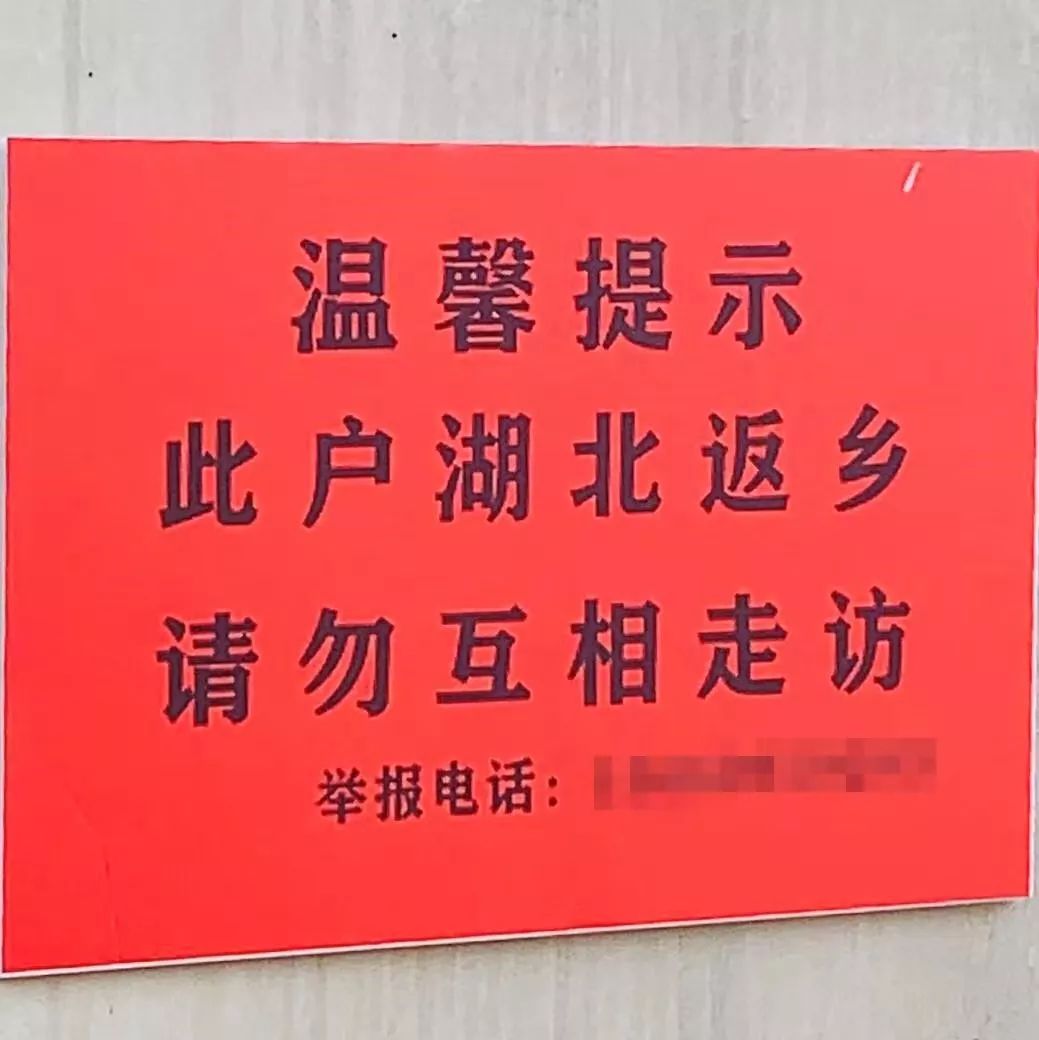 温馨提示
此户湖北返乡
请勿互相走访
举报电话：